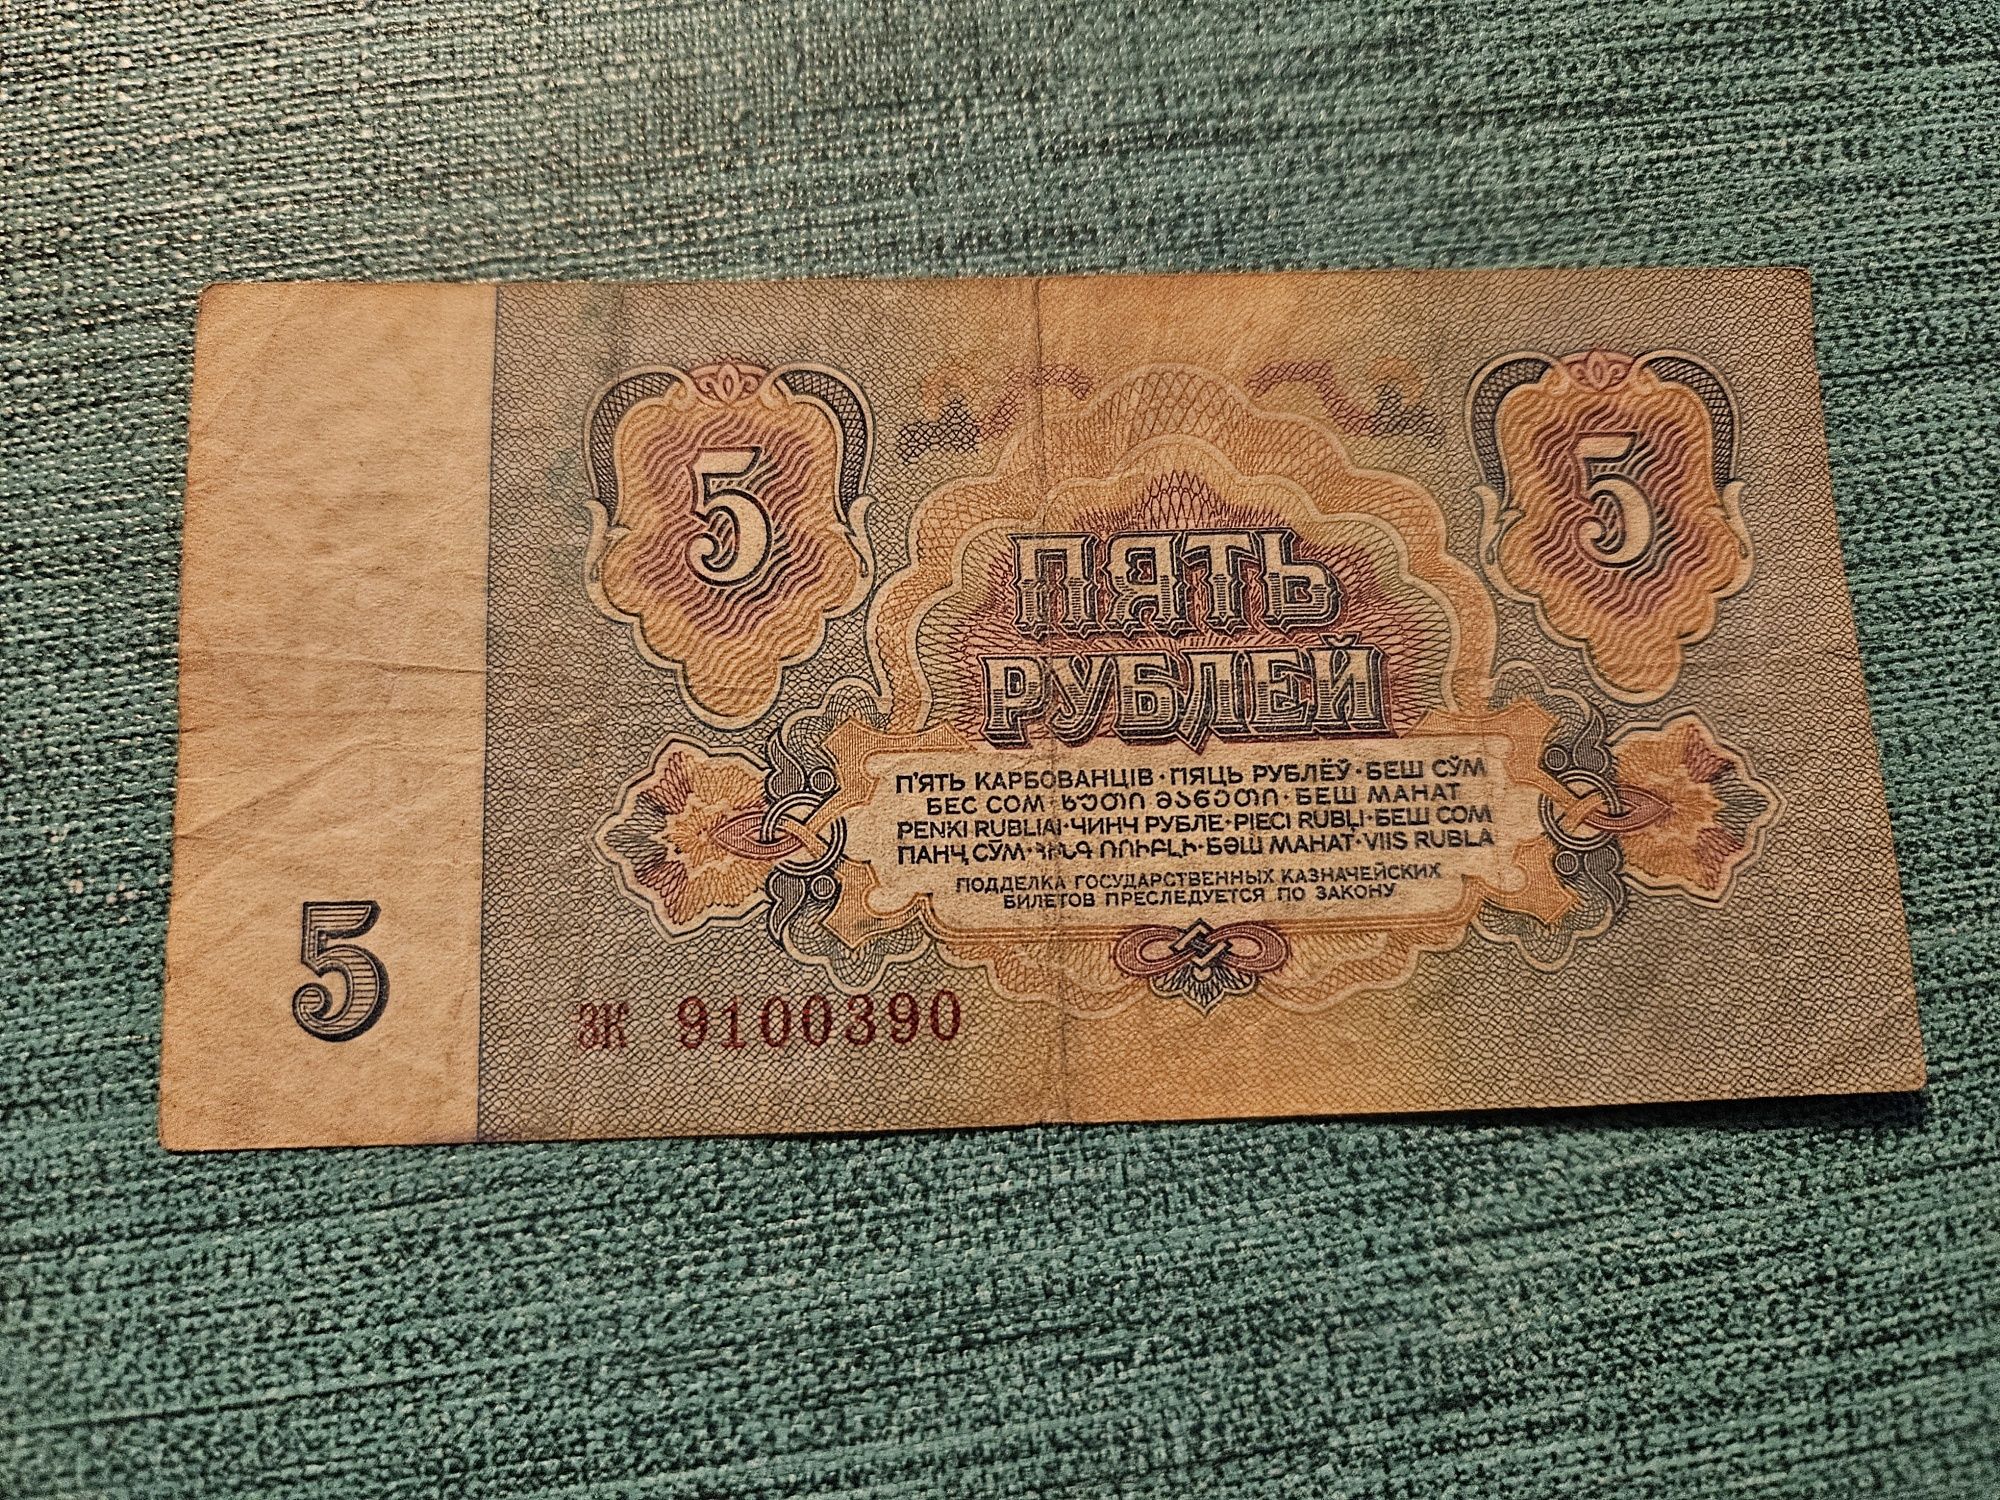 5 5
ПЯТЬ
РУБЛЕЙ
П'ЯТЬ КАРБОВАНЦІВ · ПЯЦЬ РУБЛЁЎ · БЕШ СЎМ
БЕС СОМ · ᲮᲣᲗᲘ ᲛᲐᲜᲔᲗᲘ · БЕШ МАНАТ
PENKI RUBLIAI · ЧИНЧ РУБЛЕ · PIECI RUBĻI · БЕШ СОМ
ПАНҶ СЎМ · ՀԻՆԳ ՌՈՒԲԼԻ · БƏШ МАНАТ · VIIS RUBLA
ПОДДЕЛКА ГОСУДАРСТВЕННЫХ КАЗНАЧЕЙСКИХ
БИЛЕТОВ ПРЕСЛЕДУЕТСЯ ПО ЗАКОНУ
5
ЗК 9100390